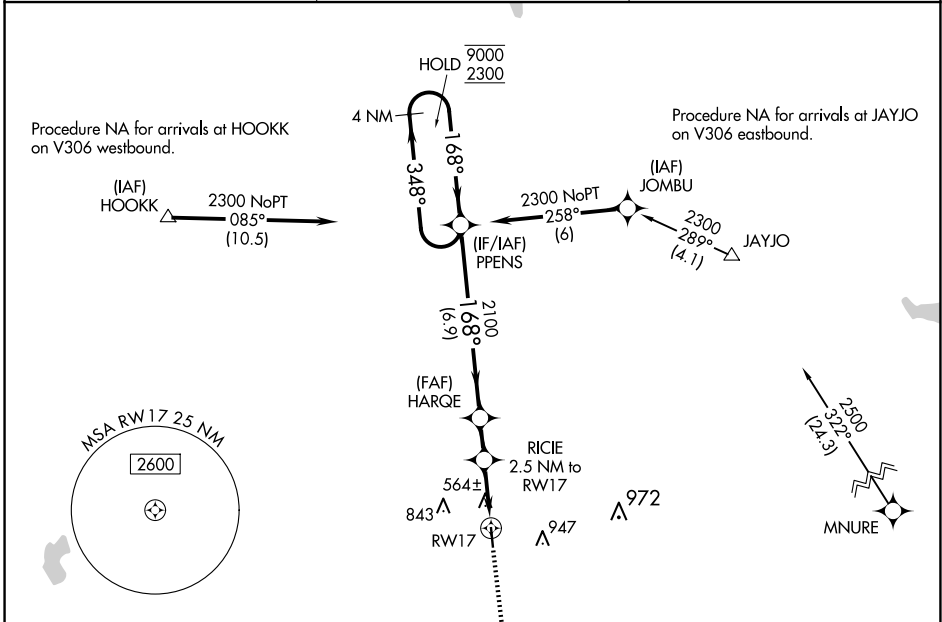 HOLD 9000
2300
4 NM
168°
348°
Procedure NA for arrivals at HOOKK
on V306 westbound.
Procedure NA for arrivals at JAYJO
on V306 eastbound.
(IAF)
HOOKK
2300 NoPT
085°
(10.5)
(IF/IAF)
PPENS
2300 NoPT
258°
(6)
(IAF)
JOMBU
2300
289°
(4.1)
JAYJO
2100
168°
(6.9)
(FAF)
HARQE
RICIE
2.5 NM to
RW17
564±
843
RW17
947
972
2500
322°
(24.3)
MNURE
MSA RW17 25 NM
2600